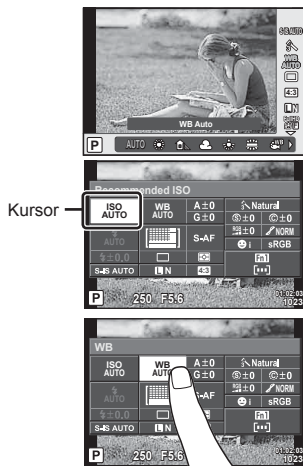 S-IS AUTO
WB
AUTO
4:3
L N
WB Auto
P AUTO
Kursor
Recommended ISO
ISO
AUTO
WB
AUTO
A±0
G±0
Natural
S±0 C±0
±0 NORM
AUTO
S-AF
i sRGB
±0,0
Fn1
S-IS AUTO
L N
4:3
P 250 F5.6
01:02:03
1023
WB
ISO
AUTO
WB
AUTO
A±0
G±0
Natural
S±0 C±0
±0 NORM
AUTO
-AF
i sRGB
±0,0
Fn1
S-IS AUTO
L N
P 250 F5.6
01:02:03
1023